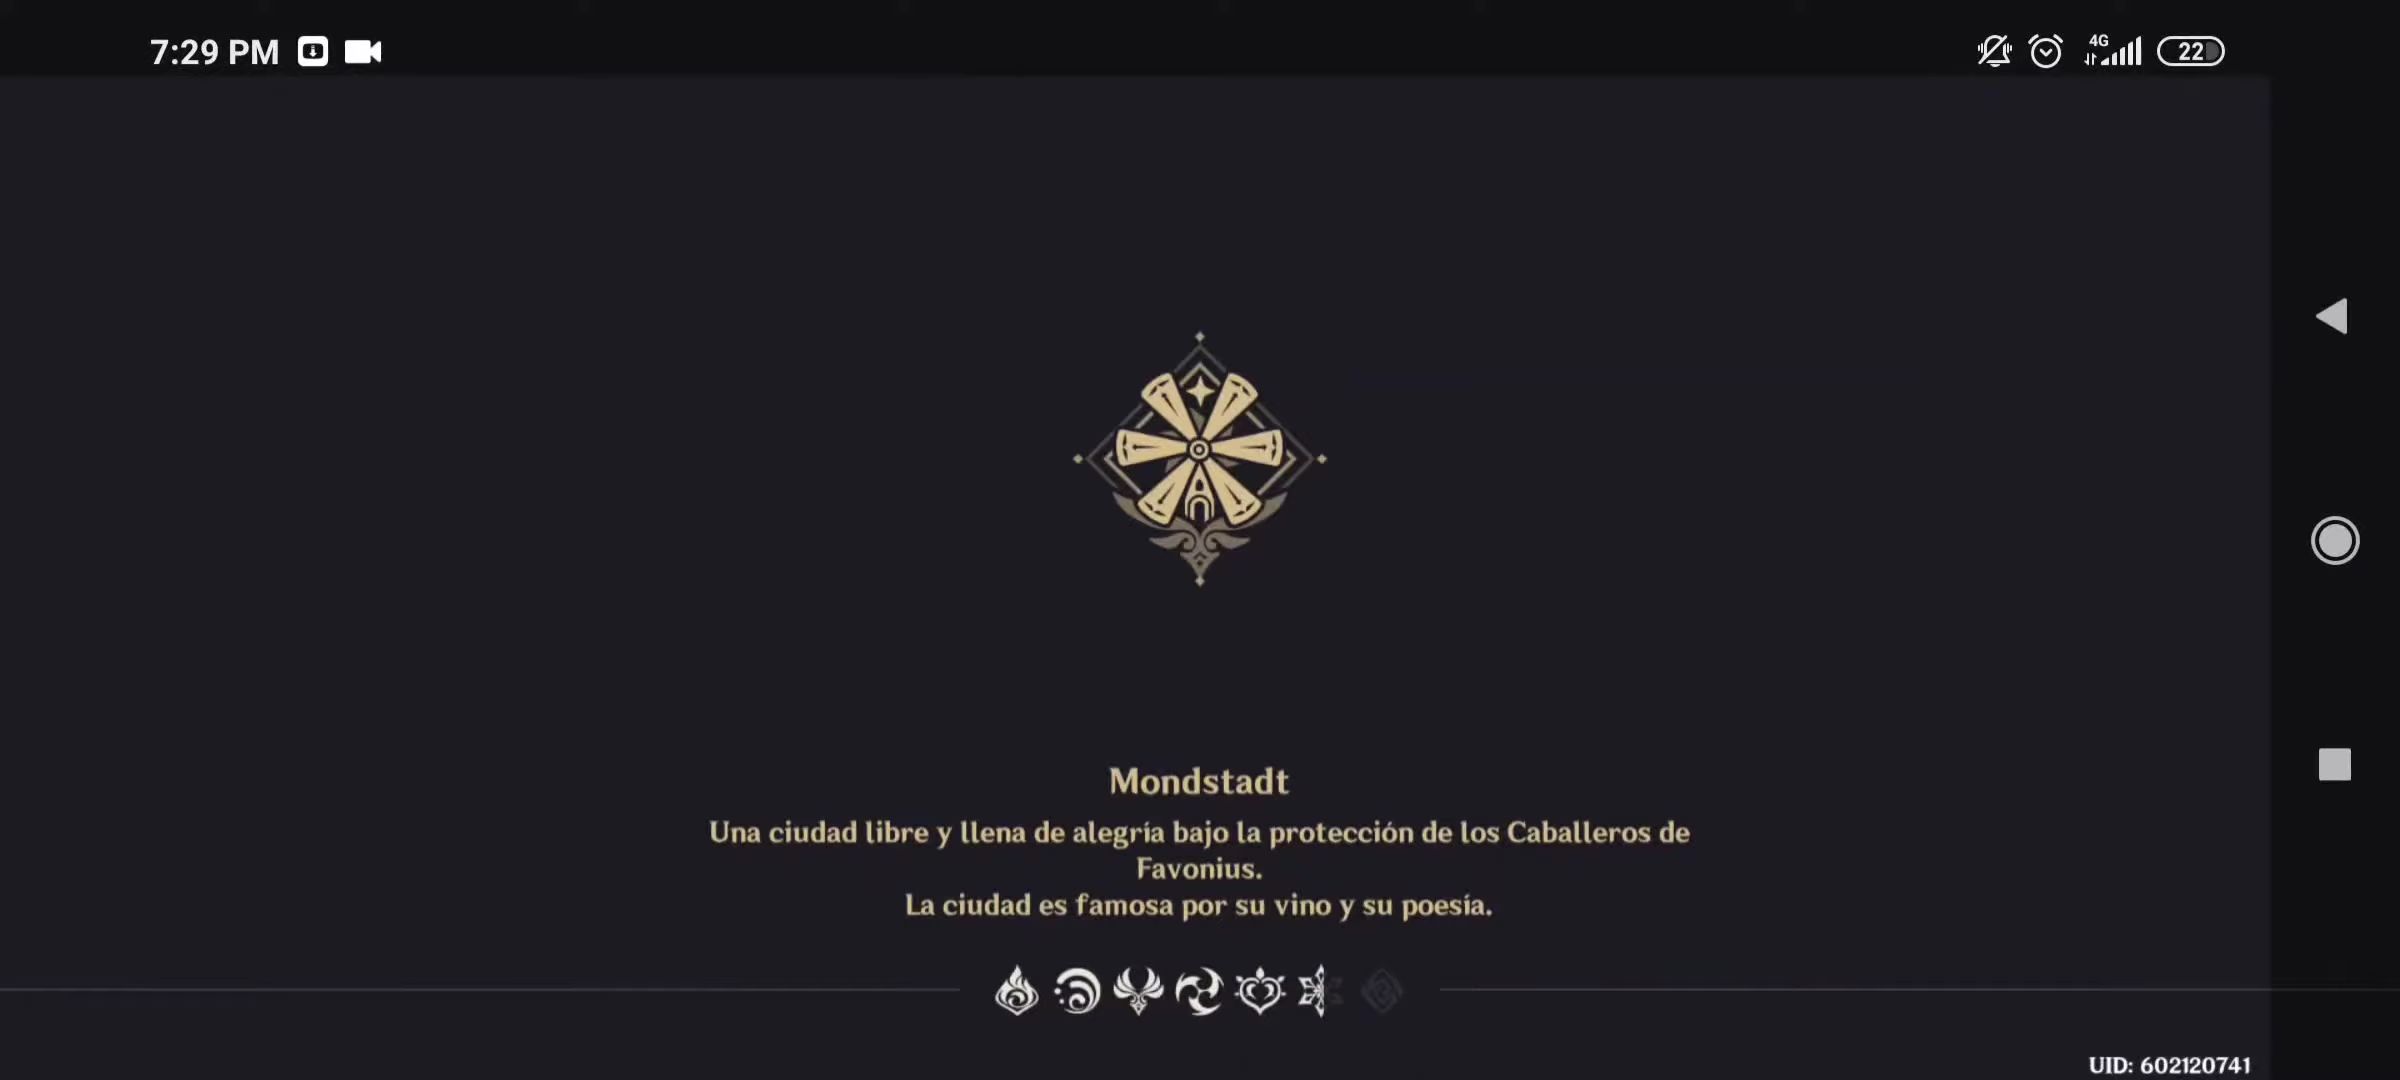 7:29 PM
4G
22
Mondstadt
Una ciudad libre y llena de alegría bajo la protección de los Caballeros de
Favonius.
La ciudad es famosa por su vino y su poesía.
UID: 602120741